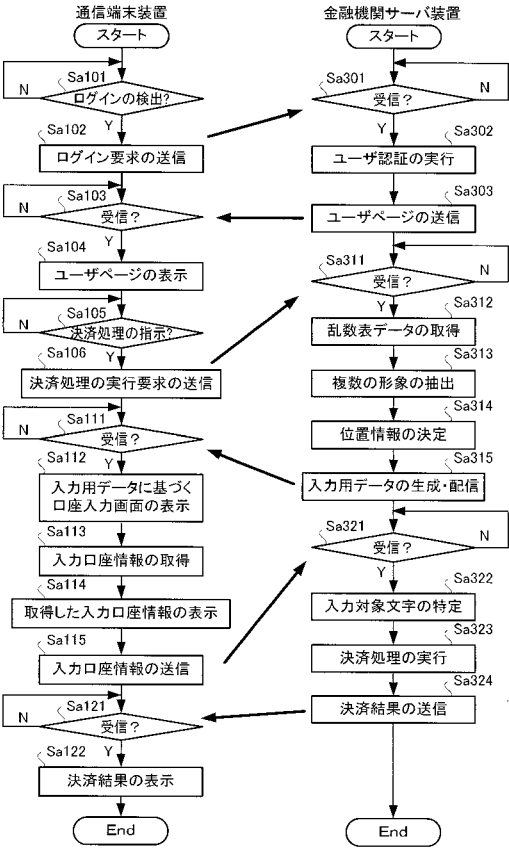 通信端末装置
スタート
Sa101
ログインの検出?
N
Y
Sa102
ログイン要求の送信
Sa103
受信?
N
Y
Sa104
ユーザページの表示
Sa105
決済処理の指示?
Sa106
Y
決済処理の実行要求の送信
Sa111
受信?
N
Y
Sa112
入力用データに基づく
口座入力画面の表示
Sa113
入力口座情報の取得
Sa114
取得した入力口座情報の表示
Sa115
入力口座情報の送信
Sa121
受信?
N
Y
Sa122
決済結果の表示
End
金融機関サーバ装置
スタート
Sa301
受信?
N
Y
Sa302
ユーザ認証の実行
Sa303
ユーザページの送信
Sa311
受信?
N
Y
Sa312
乱数表データの取得
Sa313
複数の形象の抽出
Sa314
位置情報の決定
Sa315
入力用データの生成・配信
Sa321
受信?
N
Y
Sa322
入力対象文字の特定
Sa323
決済処理の実行
Sa324
決済結果の送信
End